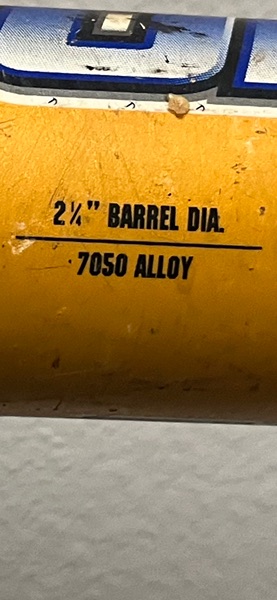 2¼" BARREL DIA.
7050 ALLOY